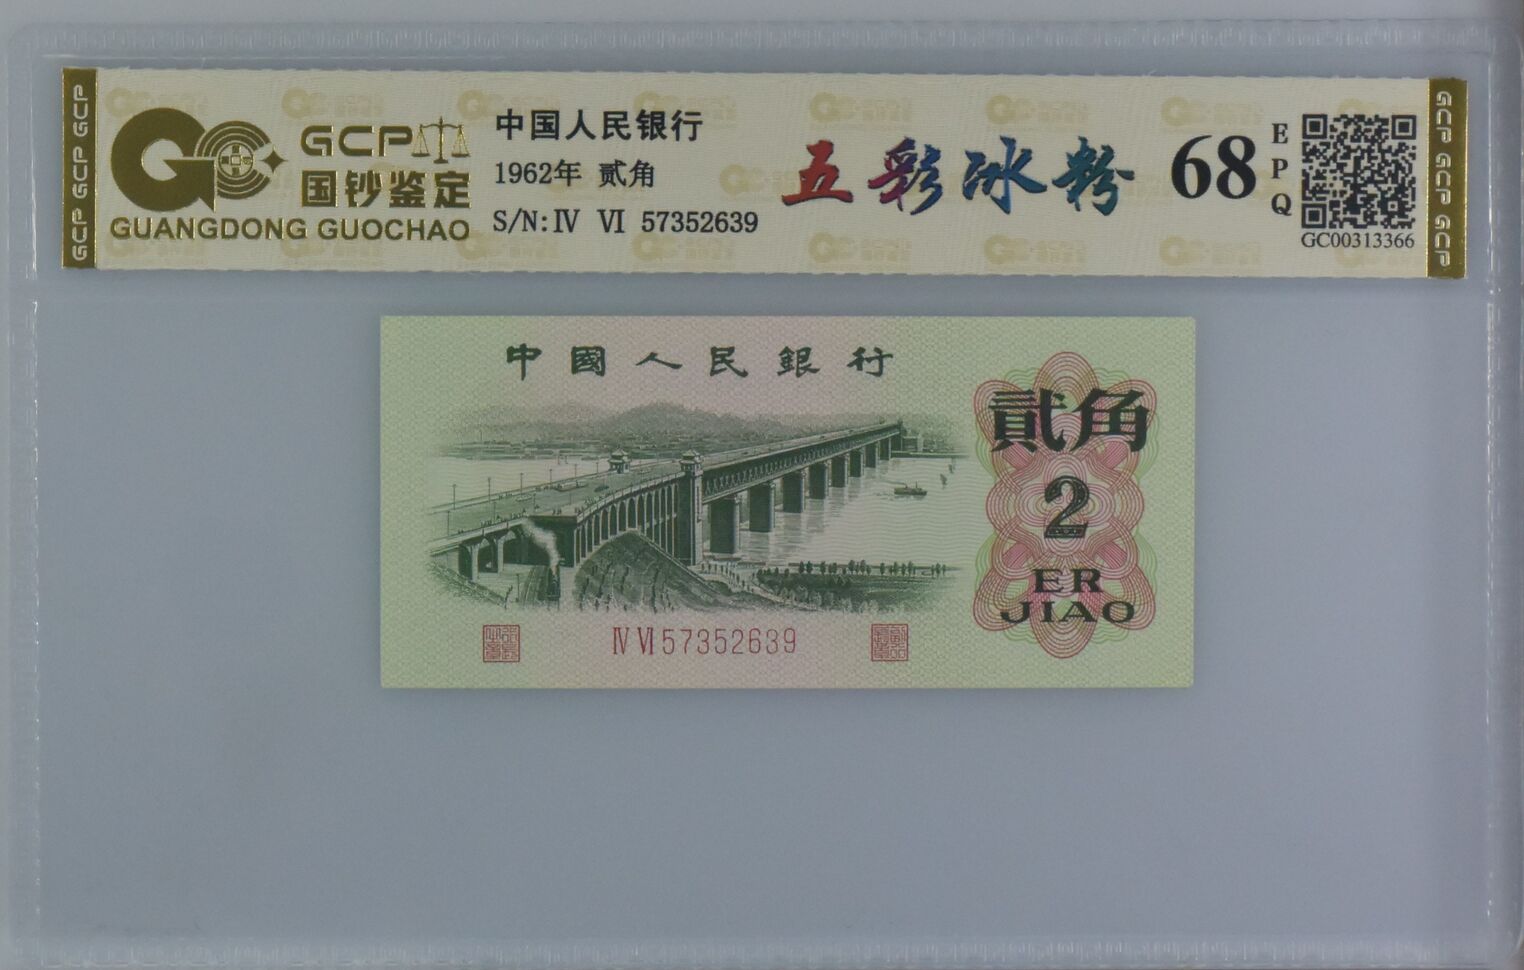 GCP GCP GCP
GCP
国钞鉴定
GUANGDONG GUOCHAO
中国人民银行
1962年 贰角
S/N:Ⅳ Ⅵ 57352639
五彩冰粉
68
EPQ
GC00313366
GCP GCP GCP
中國人民銀行
貳角
2
ER
JIAO
Ⅳ Ⅵ 57352639